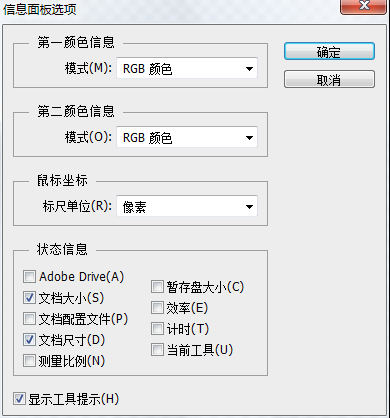 信息面板选项
第一颜色信息
模式(M): RGB 颜色
确定
取消
第二颜色信息
模式(O): RGB 颜色
鼠标坐标
标尺单位(R): 像素
状态信息
Adobe Drive(A)
文档大小(S)
文档配置文件(P)
文档尺寸(D)
测量比例(N)
暂存盘大小(C)
效率(E)
计时(T)
当前工具(U)
显示工具提示(H)